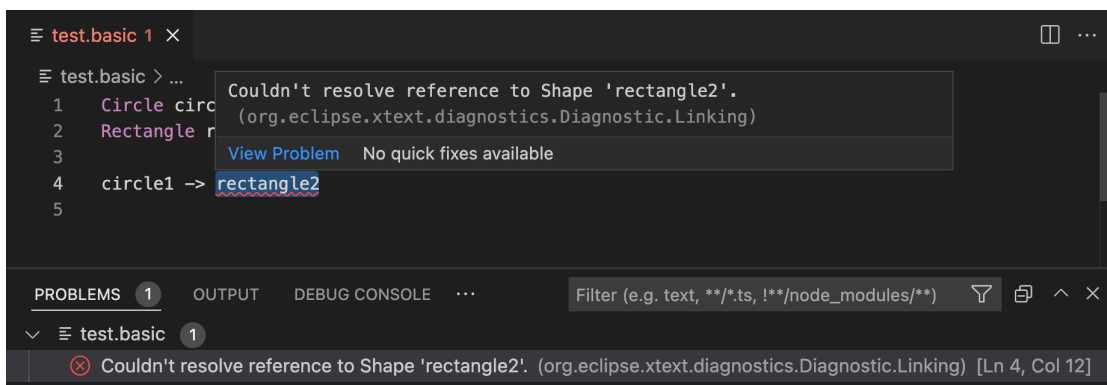 test.basic 1
test.basic > ...
Couldn't resolve reference to Shape 'rectangle2'.
(org.eclipse.xtext.diagnostics.Diagnostic.Linking)
View Problem No quick fixes available
1 Circle circ
2 Rectangle r
3
4 circle1 -> rectangle2
5
PROBLEMS 1 OUTPUT DEBUG CONSOLE ... Filter (e.g. text, **/*.ts, !**/node_modules/**)
test.basic 1
Couldn't resolve reference to Shape 'rectangle2'. (org.eclipse.xtext.diagnostics.Diagnostic.Linking) [Ln 4, Col 12]